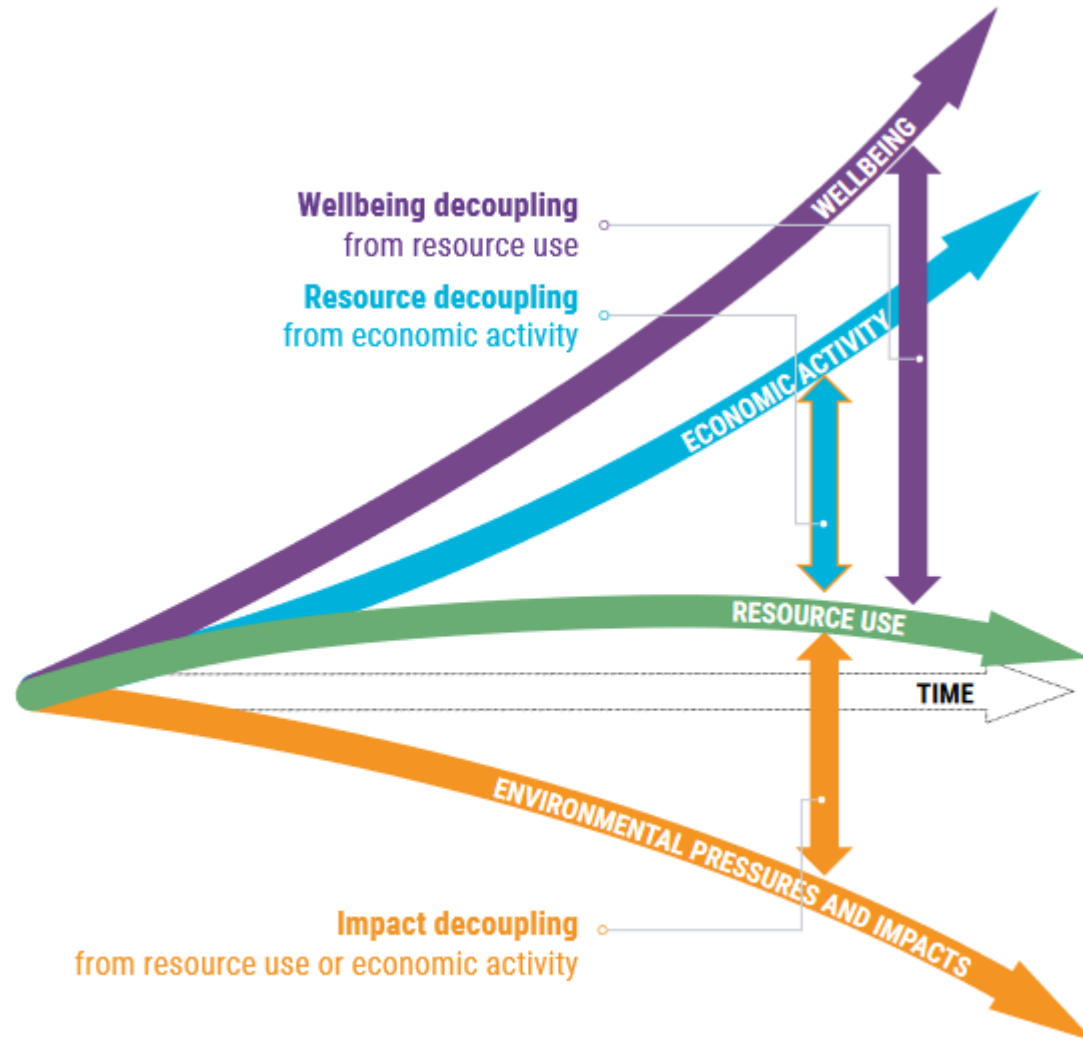 WELLBEING
Wellbeing decoupling
from resource use
Resource decoupling
from economic activity
ECONOMIC ACTIVITY
RESOURCE USE
TIME
ENVIRONMENTAL PRESSURES AND IMPACTS
Impact decoupling
from resource use or economic activity